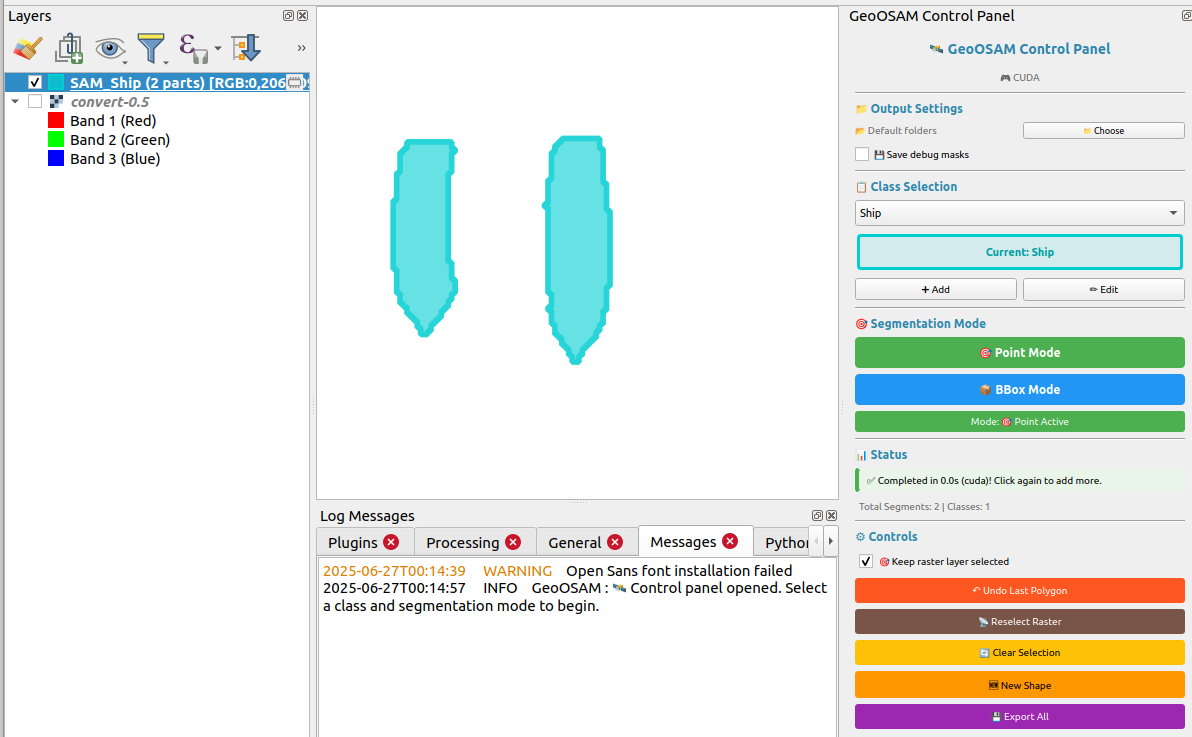 Layers
»
SAM_Ship (2 parts) [RGB:0,206
convert-0.5
Band 1 (Red)
Band 2 (Green)
Band 3 (Blue)
Log Messages
Plugins
Processing
General
Messages
Python
2025-06-27T00:14:39 WARNING Open Sans font installation failed
2025-06-27T00:14:57 INFO GeoOSAM : 🛰️ Control panel opened. Select
a class and segmentation mode to begin.
GeoOSAM Control Panel
🛰️ GeoOSAM Control Panel
🎮 CUDA
📁 Output Settings
📂 Default folders
📁 Choose
💾 Save debug masks
📋 Class Selection
Ship
Current: Ship
➕ Add
✏ Edit
🎯 Segmentation Mode
🎯 Point Mode
📦 BBox Mode
Mode: 🎯 Point Active
📊 Status
✅ Completed in 0.0s (cuda)! Click again to add more.
Total Segments: 2 | Classes: 1
⚙ Controls
🎯 Keep raster layer selected
↶ Undo Last Polygon
📡 Reselect Raster
🔄 Clear Selection
🆕 New Shape
💾 Export All